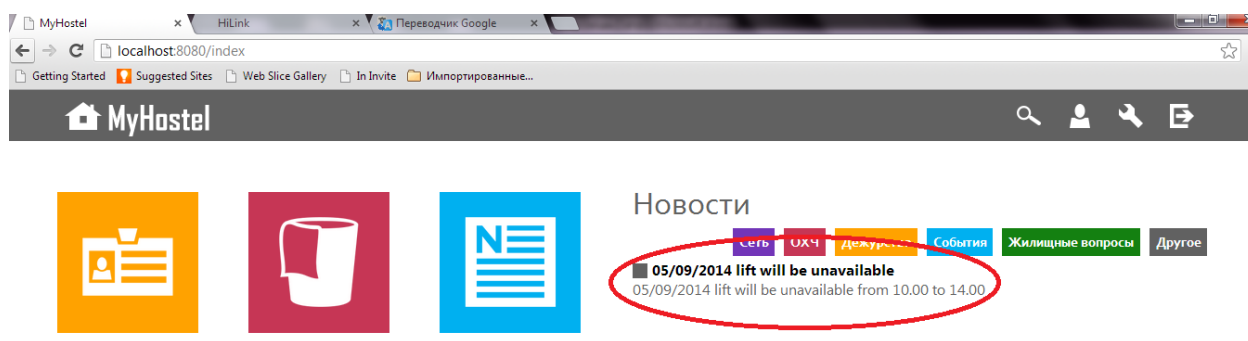 MyHostel
HiLink
Переводчик Google
localhost:8080/index
Getting Started
Suggested Sites
Web Slice Gallery
In Invite
Импортированные...
MyHostel
N
Новости
Сеть
ОХЧ
Дежурство
События
Жилищные вопросы
Другое
05/09/2014 lift will be unavailable
05/09/2014 lift will be unavailable from 10.00 to 14.00